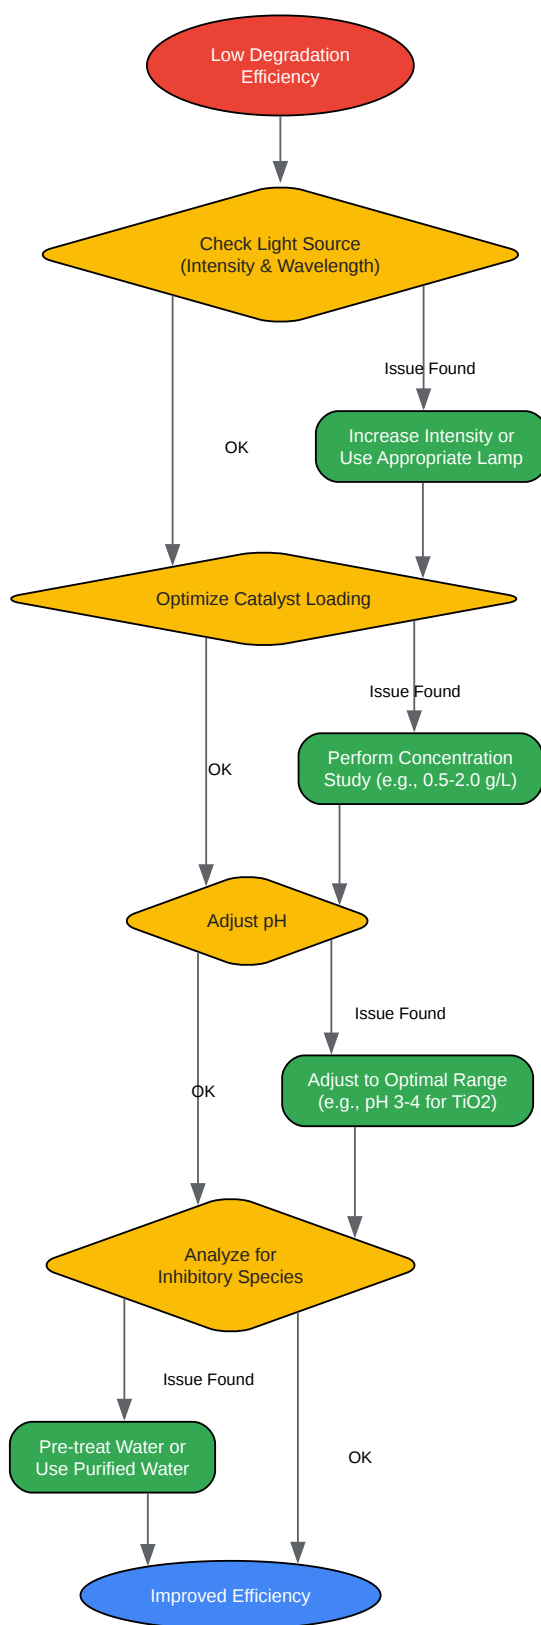 Low Degradation
Efficiency
Check Light Source
(Intensity & Wavelength)
Issue Found
Increase Intensity or
Use Appropriate Lamp
OK
Optimize Catalyst Loading
Issue Found
Perform Concentration
Study (e.g., 0.5-2.0 g/L)
OK
Adjust pH
Issue Found
Adjust to Optimal Range
(e.g., pH 3-4 for TiO2)
OK
Analyze for
Inhibitory Species
Issue Found
Pre-treat Water or
Use Purified Water
OK
Improved Efficiency